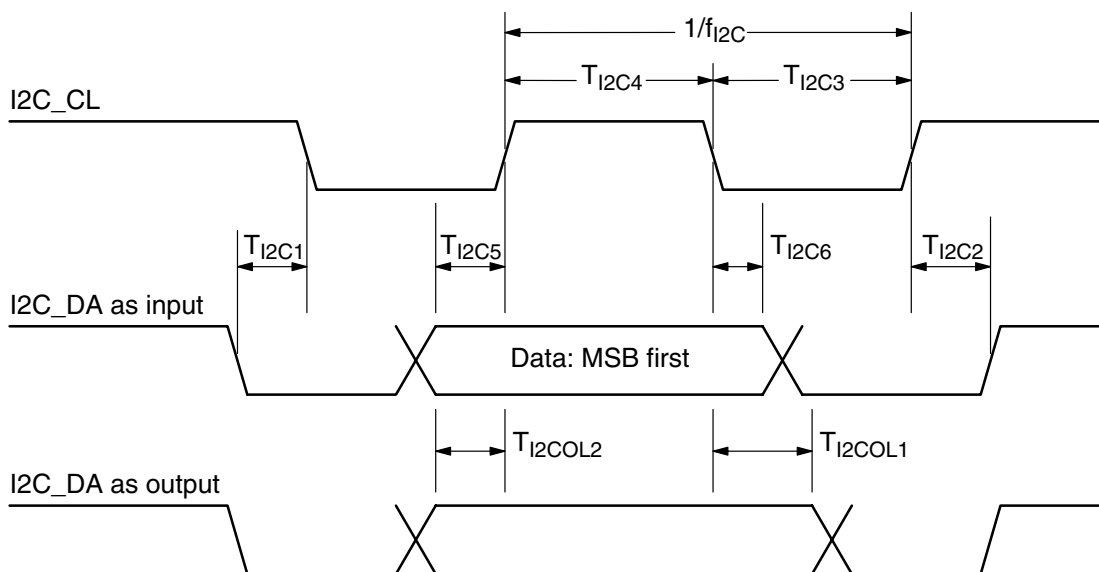 1/fI2C
TI2C4
TI2C3
I2C_CL
TI2C1
TI2C5
TI2C6
TI2C2
I2C_DA as input
Data: MSB first
TI2COL2
TI2COL1
I2C_DA as output